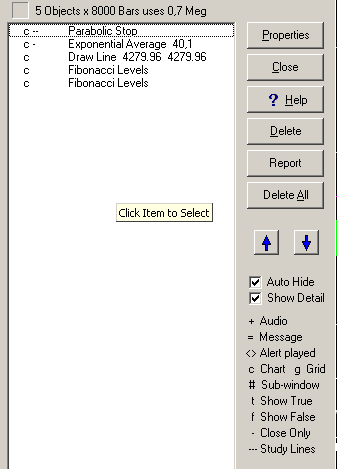 5 Objects x 8000 Bars uses 0,7 Meg
c -- Parabolic Stop
c - Exponential Average 40,1
c Draw Line 4279.96 4279.96
c Fibonacci Levels
c Fibonacci Levels
Click Item to Select
Properties
Close
? Help
Delete
Report
Delete All
Auto Hide
Show Detail
+ Audio
= Message
<> Alert played
c Chart g Grid
# Sub-window
t Show True
f Show False
- Close Only
--- Study Lines